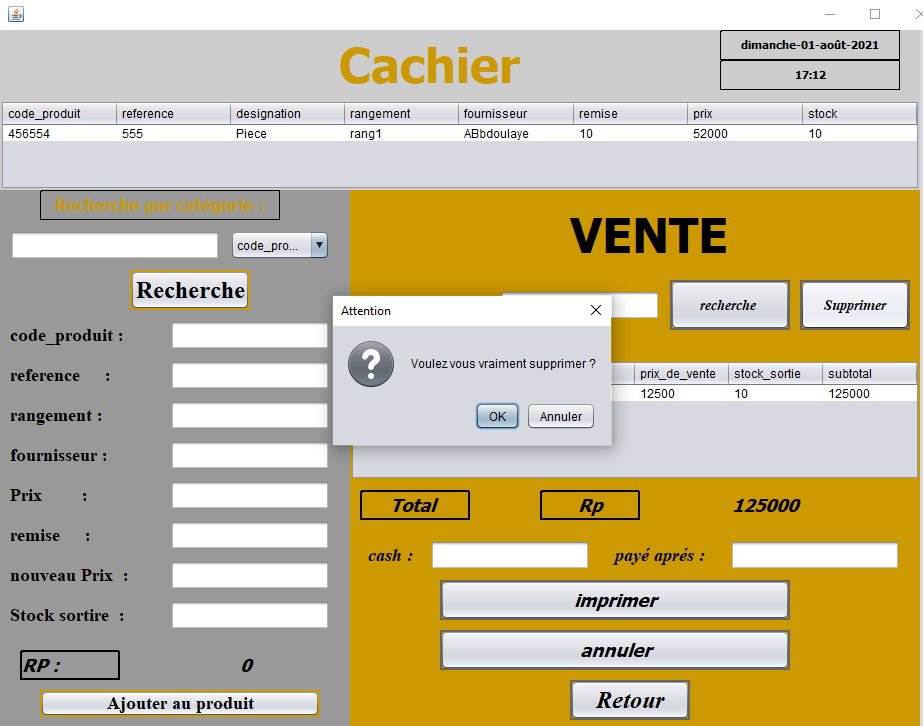 Cachier
dimanche-01-août-2021
17:12
code_produit reference designation rangement fournisseur remise prix stock
456554 555 Piece rang1 ABbdoulaye 10 52000 10
Recherche par catégorie :
code_pro...
Recherche
code_produit :
reference :
rangement :
fournisseur :
Prix :
remise :
nouveau Prix :
Stock sortire :
RP : 0
Ajouter au produit
VENTE
recherche Supprimer
Attention
Voulez vous vraiment supprimer ?
OK Annuler
prix_de_vente stock_sortie subtotal
12500 10 125000
Total Rp 125000
cash : payé aprés :
imprimer
annuler
Retour